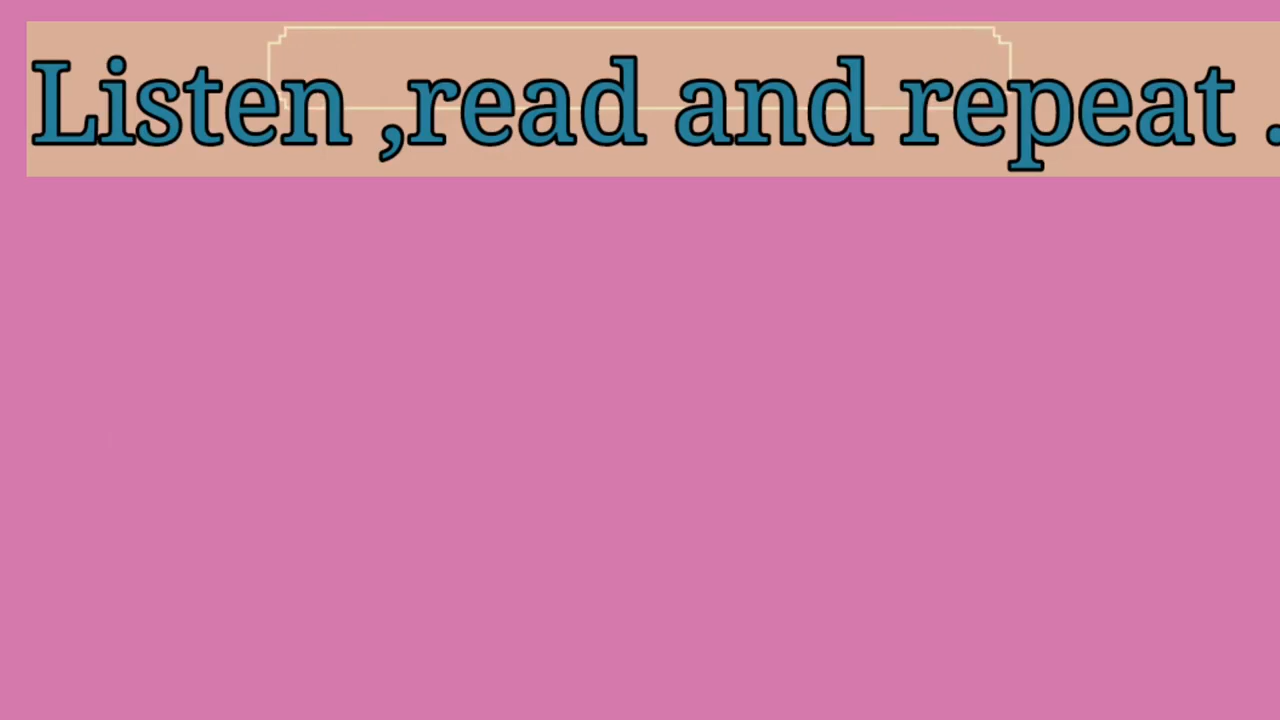 Listen ,read and repeat .